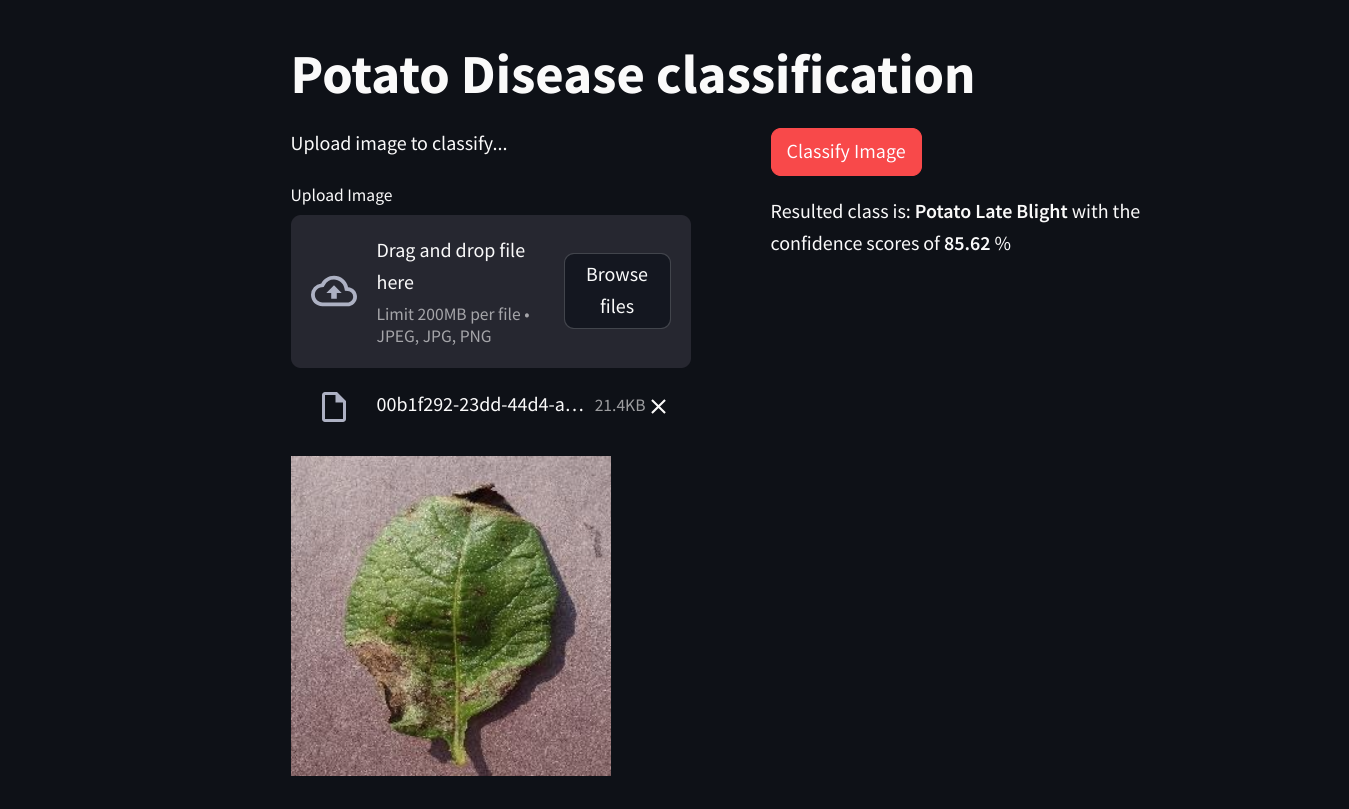 Potato Disease classification
Upload image to classify...
Upload Image
Drag and drop file
here
Limit 200MB per file •
JPEG, JPG, PNG
Browse
files
00b1f292-23dd-44d4-a... 21.4KB
Classify Image
Resulted class is: Potato Late Blight with the
confidence scores of 85.62 %